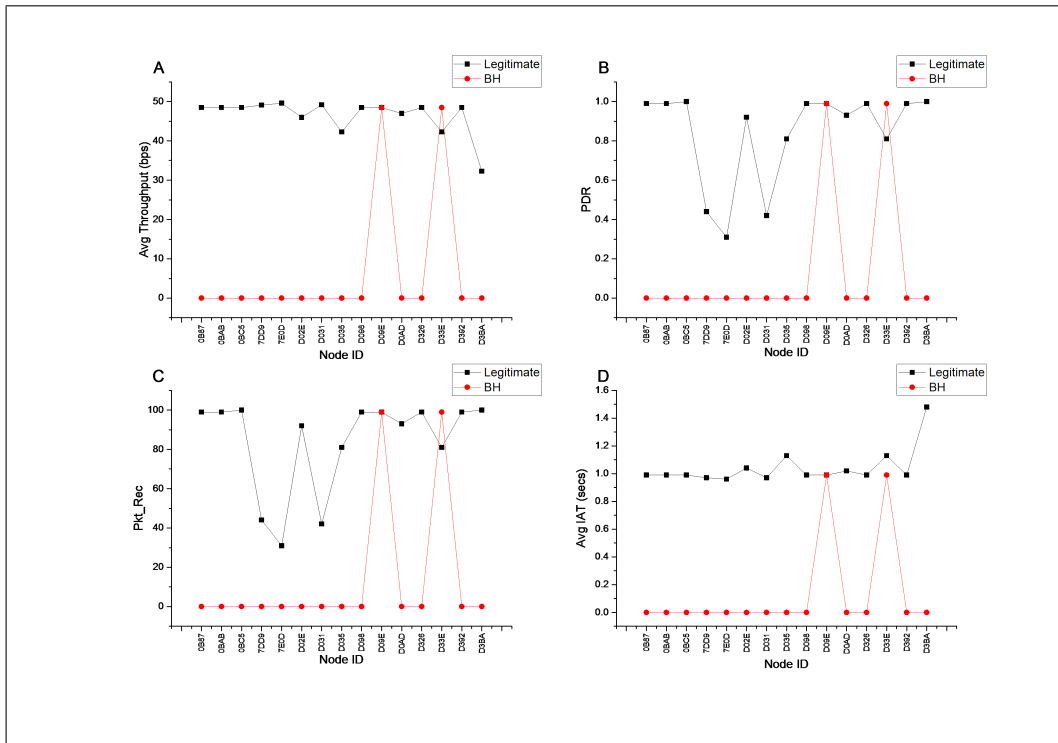 A
Legitimate
BH
50
40
30
20
10
0
Avg Throughput (bps)
0B87 0BAB 0BC5 7DD9 7E0D D02E D031 D035 D098 D09E D0AD D326 D33E D392 D3BA
Node ID
B
Legitimate
BH
1.0
0.8
0.6
0.4
0.2
0.0
PDR
0B87 0BAB 0BC5 7DD9 7E0D D02E D031 D035 D098 D09E D0AD D326 D33E D392 D3BA
Node ID
C
Legitimate
BH
100
80
60
40
20
0
Pkt_Rec
0B87 0BAB 0BC5 7DD9 7E0D D02E D031 D035 D098 D09E D0AD D326 D33E D392 D3BA
Node ID
D
Legitimate
BH
1.6
1.4
1.2
1.0
0.8
0.6
0.4
0.2
0.0
Avg IAT (secs)
0B87 0BAB 0BC5 7DD9 7E0D D02E D031 D035 D098 D09E D0AD D326 D33E D392 D3BA
Node ID